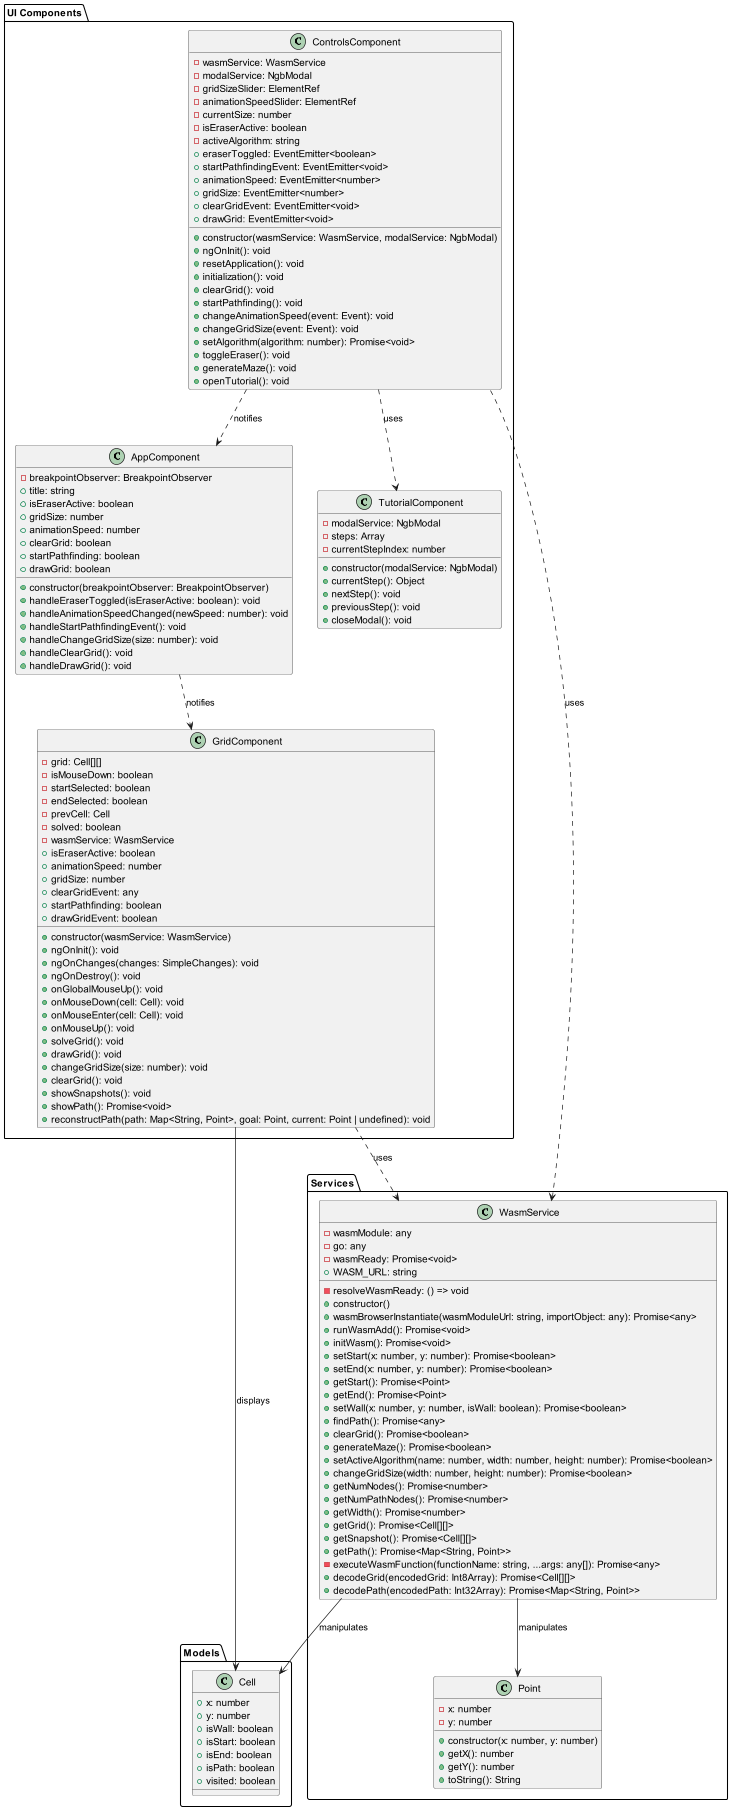 UI Components
C ControlsComponent
wasmService: WasmService
modalService: NgbModal
gridSizeSlider: ElementRef
animationSpeedSlider: ElementRef
currentSize: number
isEraserActive: boolean
activeAlgorithm: string
eraserToggled: EventEmitter<boolean>
startPathfindingEvent: EventEmitter<void>
animationSpeed: EventEmitter<number>
gridSize: EventEmitter<number>
clearGridEvent: EventEmitter<void>
drawGrid: EventEmitter<void>
constructor(wasmService: WasmService, modalService: NgbModal)
ngOnInit(): void
resetApplication(): void
initialization(): void
clearGrid(): void
startPathfinding(): void
changeAnimationSpeed(event: Event): void
changeGridSize(event: Event): void
setAlgorithm(algorithm: number): Promise<void>
toggleEraser(): void
generateMaze(): void
openTutorial(): void
notifies
uses
C AppComponent
breakpointObserver: BreakpointObserver
title: string
isEraserActive: boolean
gridSize: number
animationSpeed: number
clearGrid: boolean
startPathfinding: boolean
drawGrid: boolean
constructor(breakpointObserver: BreakpointObserver)
handleEraserToggled(isEraserActive: boolean): void
handleAnimationSpeedChanged(newSpeed: number): void
handleStartPathfindingEvent(): void
handleChangeGridSize(size: number): void
handleClearGrid(): void
handleDrawGrid(): void
C TutorialComponent
modalService: NgbModal
steps: Array
currentStepIndex: number
constructor(modalService: NgbModal)
currentStep(): Object
nextStep(): void
previousStep(): void
closeModal(): void
notifies
uses
C GridComponent
grid: Cell[][]
isMouseDown: boolean
startSelected: boolean
endSelected: boolean
prevCell: Cell
solved: boolean
wasmService: WasmService
isEraserActive: boolean
animationSpeed: number
gridSize: number
clearGridEvent: any
startPathfinding: boolean
drawGridEvent: boolean
constructor(wasmService: WasmService)
ngOnInit(): void
ngOnChanges(changes: SimpleChanges): void
ngOnDestroy(): void
onGlobalMouseUp(): void
onMouseDown(cell: Cell): void
onMouseEnter(cell: Cell): void
onMouseUp(): void
solveGrid(): void
drawGrid(): void
changeGridSize(size: number): void
clearGrid(): void
showSnapshots(): void
showPath(): Promise<void>
reconstructPath(path: Map<String, Point>, goal: Point, current: Point | undefined): void
uses
Services
C WasmService
wasmModule: any
go: any
wasmReady: Promise<void>
WASM_URL: string
resolveWasmReady: () => void
constructor()
wasmBrowserInstantiate(wasmModuleUrl: string, importObject: any): Promise<any>
runWasmAdd(): Promise<void>
initWasm(): Promise<void>
setStart(x: number, y: number): Promise<boolean>
setEnd(x: number, y: number): Promise<boolean>
getStart(): Promise<Point>
getEnd(): Promise<Point>
setWall(x: number, y: number, isWall: boolean): Promise<boolean>
findPath(): Promise<any>
clearGrid(): Promise<boolean>
generateMaze(): Promise<boolean>
setActiveAlgorithm(name: number, width: number, height: number): Promise<boolean>
changeGridSize(width: number, height: number): Promise<boolean>
getNumNodes(): Promise<number>
getNumPathNodes(): Promise<number>
getWidth(): Promise<number>
getGrid(): Promise<Cell[][]>
getSnapshot(): Promise<Cell[][]>
getPath(): Promise<Map<String, Point>>
executeWasmFunction(functionName: string, ...args: any[]): Promise<any>
decodeGrid(encodedGrid: Int8Array): Promise<Cell[][]>
decodePath(encodedPath: Int32Array): Promise<Map<String, Point>>
displays
manipulates
manipulates
Models
C Cell
x: number
y: number
isWall: boolean
isStart: boolean
isEnd: boolean
isPath: boolean
visited: boolean
C Point
x: number
y: number
constructor(x: number, y: number)
getX(): number
getY(): number
toString(): String